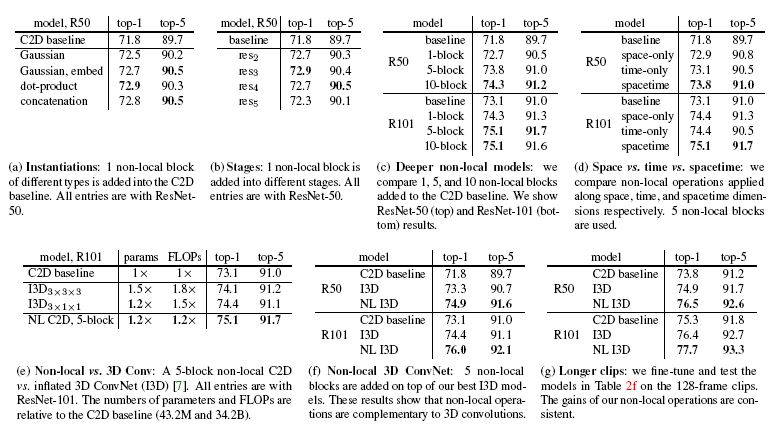 model, R50 top-1 top-5
C2D baseline 71.8 89.7
Gaussian 72.5 90.2
Gaussian, embed 72.7 90.5
dot-product 72.9 90.3
concatenation 72.8 90.5
(a) Instantiations: 1 non-local block
of different types is added into the C2D
baseline. All entries are with ResNet-
50.
model, R50 top-1 top-5
baseline 71.8 89.7
res2 72.7 90.3
res3 72.9 90.4
res4 72.7 90.5
res5 72.3 90.1
(b) Stages: 1 non-local block is
added into different stages. All
entries are with ResNet-50.
model top-1 top-5
R50
baseline 71.8 89.7
1-block 72.7 90.5
5-block 73.8 91.0
10-block 74.3 91.2
R101
baseline 73.1 91.0
1-block 74.3 91.3
5-block 75.1 91.7
10-block 75.1 91.6
(c) Deeper non-local models: we
compare 1, 5, and 10 non-local blocks
added to the C2D baseline. We show
ResNet-50 (top) and ResNet-101 (bot-
tom) results.
model top-1 top-5
R50
baseline 71.8 89.7
space-only 72.9 90.8
time-only 73.1 90.5
spacetime 73.8 91.0
R101
baseline 73.1 91.0
space-only 74.4 91.3
time-only 74.4 90.5
spacetime 75.1 91.7
(d) Space vs. time vs. spacetime: we
compare non-local operations applied
along space, time, and spacetime dimen-
sions respectively. 5 non-local blocks
are used.
model, R101 params FLOPs top-1 top-5
C2D baseline 1× 1× 73.1 91.0
I3D3×3×3 1.5× 1.8× 74.1 91.2
I3D3×1×1 1.2× 1.5× 74.4 91.1
NL C2D, 5-block 1.2× 1.2× 75.1 91.7
(e) Non-local vs. 3D Conv: A 5-block non-local C2D
vs. inflated 3D ConvNet (I3D) [7]. All entries are with
ResNet-101. The numbers of parameters and FLOPs are
relative to the C2D baseline (43.2M and 34.2B).
model top-1 top-5
R50
C2D baseline 71.8 89.7
I3D 73.3 90.7
NL I3D 74.9 91.6
R101
C2D baseline 73.1 91.0
I3D 74.4 91.1
NL I3D 76.0 92.1
(f) Non-local 3D ConvNet: 5 non-local
blocks are added on top of our best I3D mod-
els. These results show that non-local opera-
tions are complementary to 3D convolutions.
model top-1 top-5
R50
C2D baseline 73.8 91.2
I3D 74.9 91.7
NL I3D 76.5 92.6
R101
C2D baseline 75.3 91.8
I3D 76.4 92.7
NL I3D 77.7 93.3
(g) Longer clips: we fine-tune and test the
models in Table 2f on the 128-frame clips.
The gains of our non-local operations are con-
sistent.